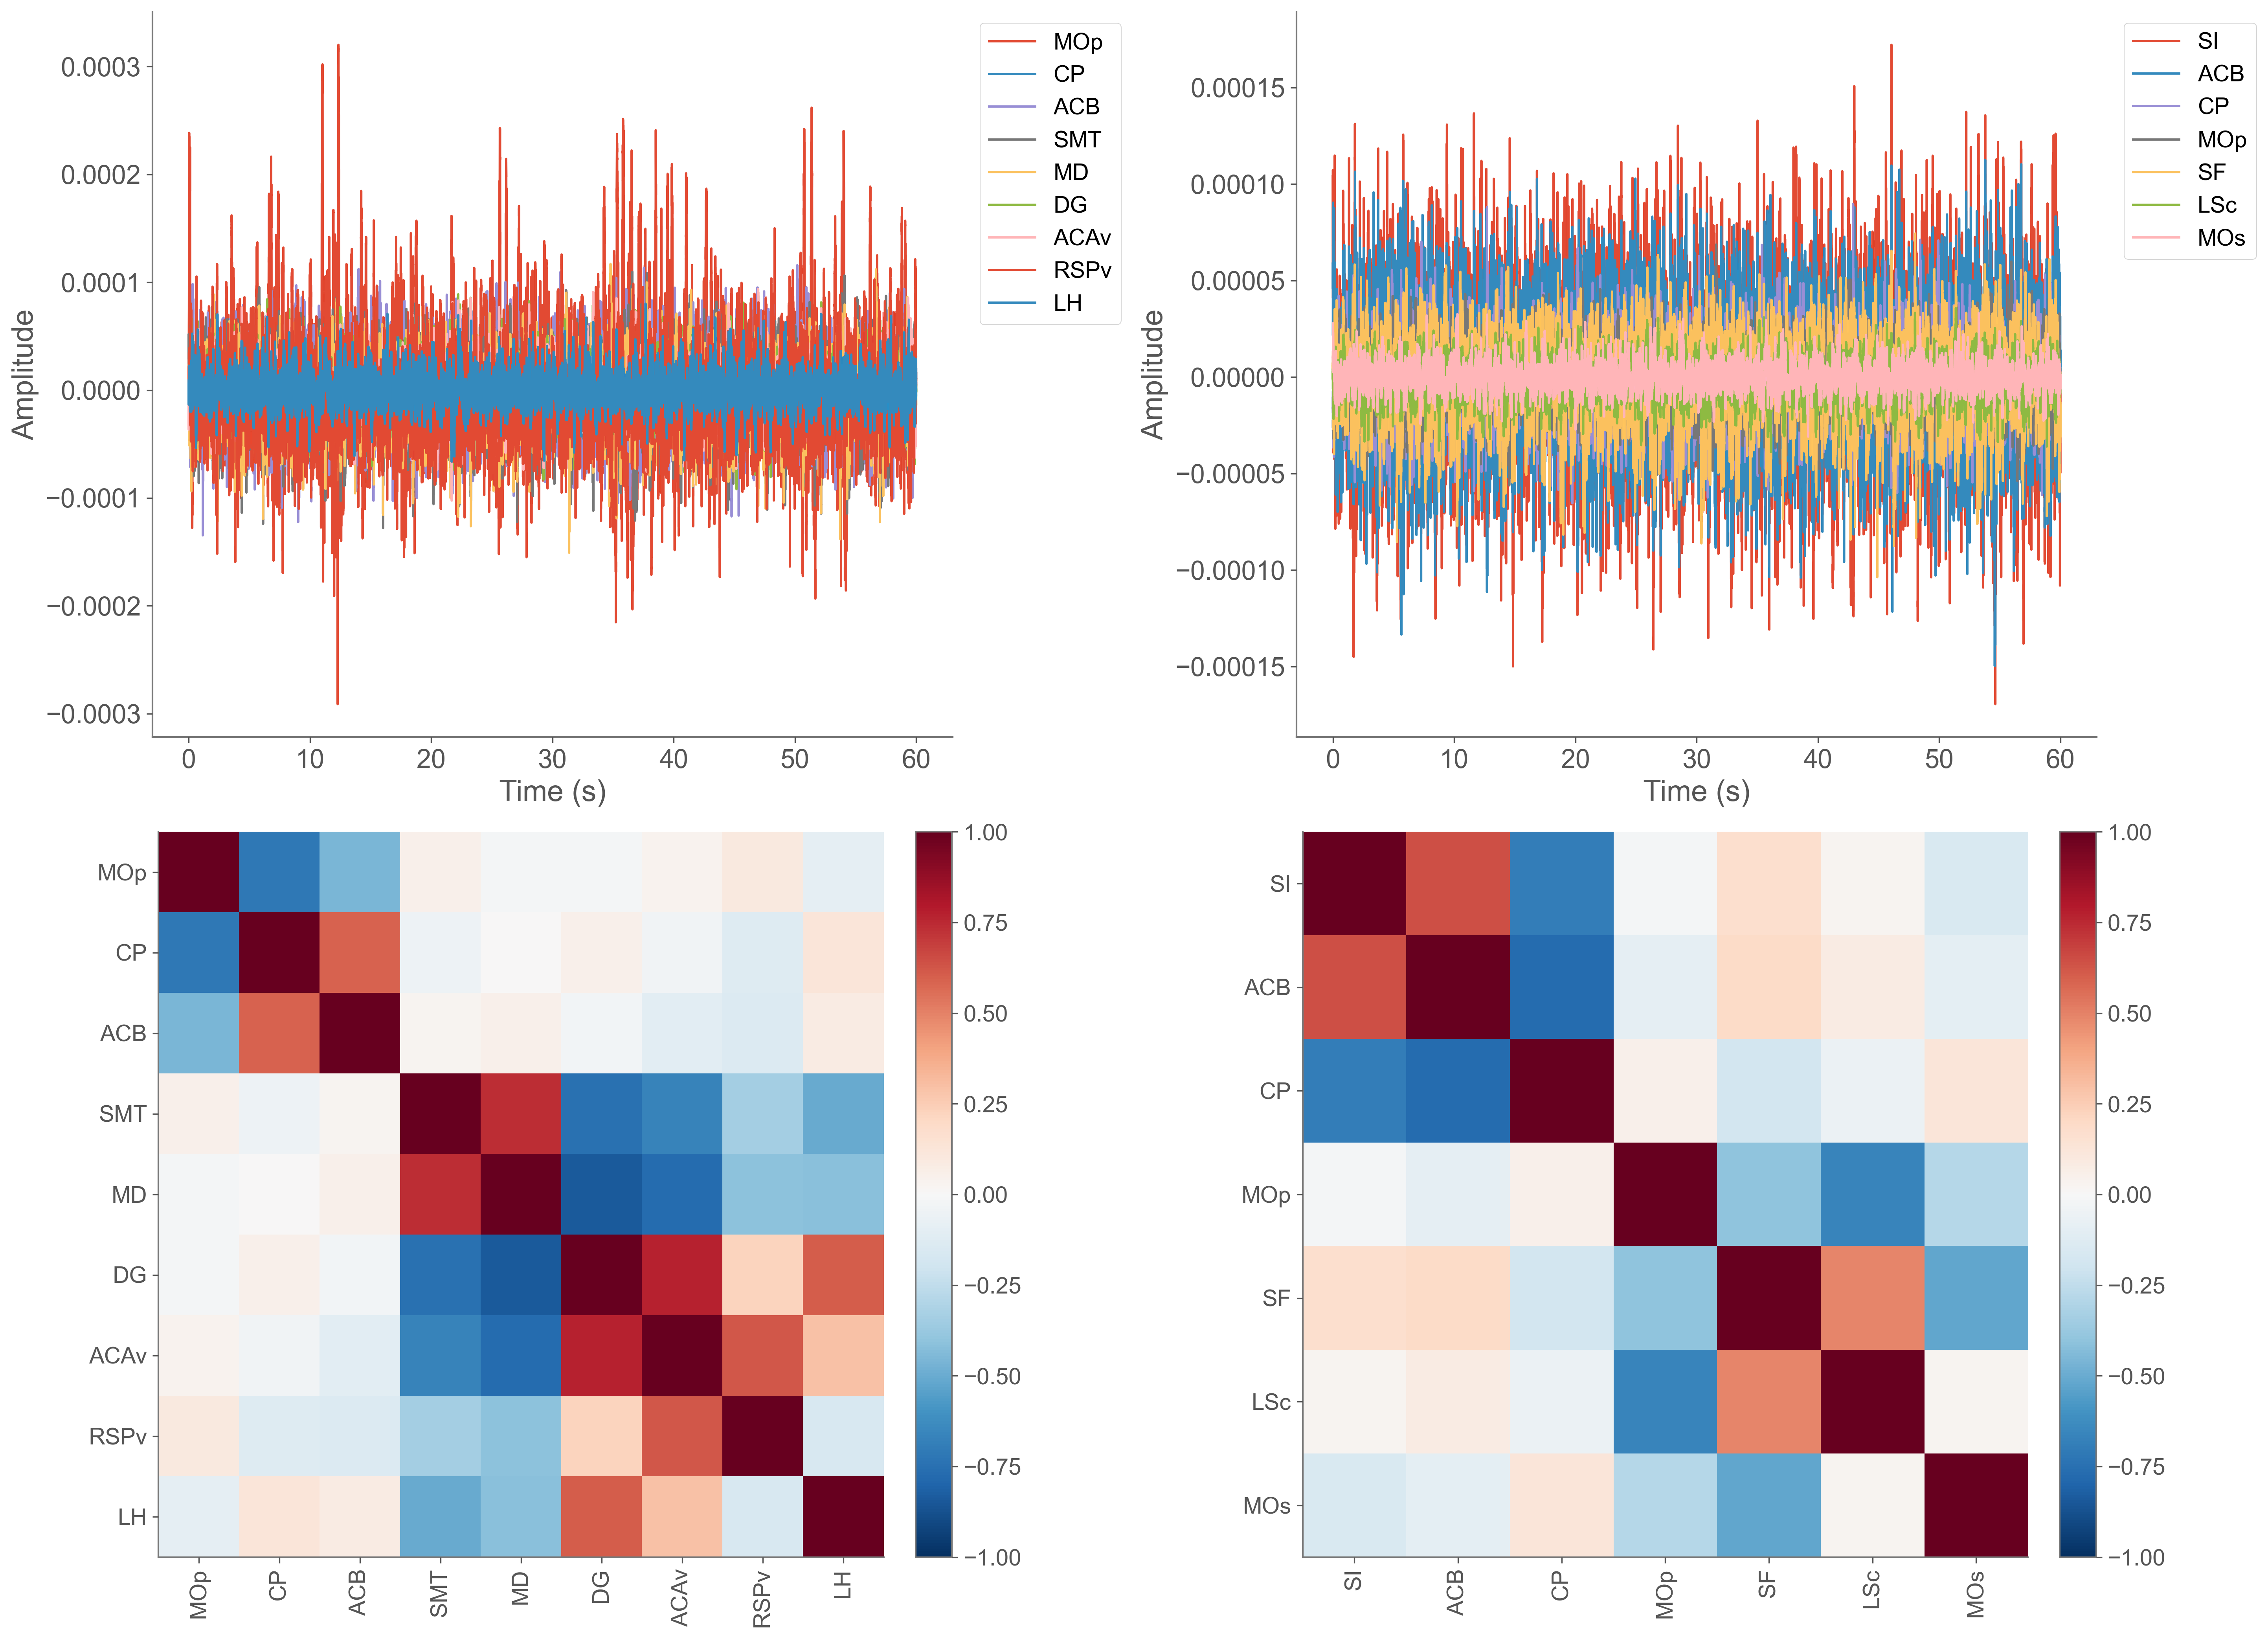 0.0003
0.0002
0.0001
0.0000
−0.0001
−0.0002
−0.0003
Amplitude
0
10
20
30
40
50
60
Time (s)
MOp
CP
ACB
SMT
MD
DG
ACAv
RSPv
LH
0.00015
0.00010
0.00005
0.00000
−0.00005
−0.00010
−0.00015
Amplitude
0
10
20
30
40
50
60
Time (s)
SI
ACB
CP
MOp
SF
LSc
MOs
MOp
CP
ACB
SMT
MD
DG
ACAv
RSPv
LH
MOp
CP
ACB
SMT
MD
DG
ACAv
RSPv
LH
1.00
0.75
0.50
0.25
0.00
−0.25
−0.50
−0.75
−1.00
SI
ACB
CP
MOp
SF
LSc
MOs
SI
ACB
CP
MOp
SF
LSc
MOs
1.00
0.75
0.50
0.25
0.00
−0.25
−0.50
−0.75
−1.00